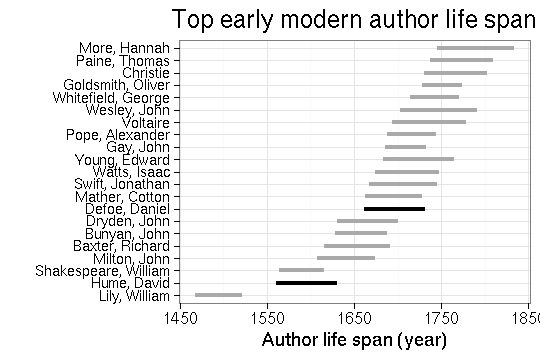 Top early modern author life span
More, Hannah
Paine, Thomas
Christie
Goldsmith, Oliver
Whitefield, George
Wesley, John
Voltaire
Pope, Alexander
Gay, John
Young, Edward
Watts, Isaac
Swift, Jonathan
Mather, Cotton
Defoe, Daniel
Dryden, John
Bunyan, John
Baxter, Richard
Milton, John
Shakespeare, William
Hume, David
Lily, William
1450 1550 1650 1750 1850
Author life span (year)